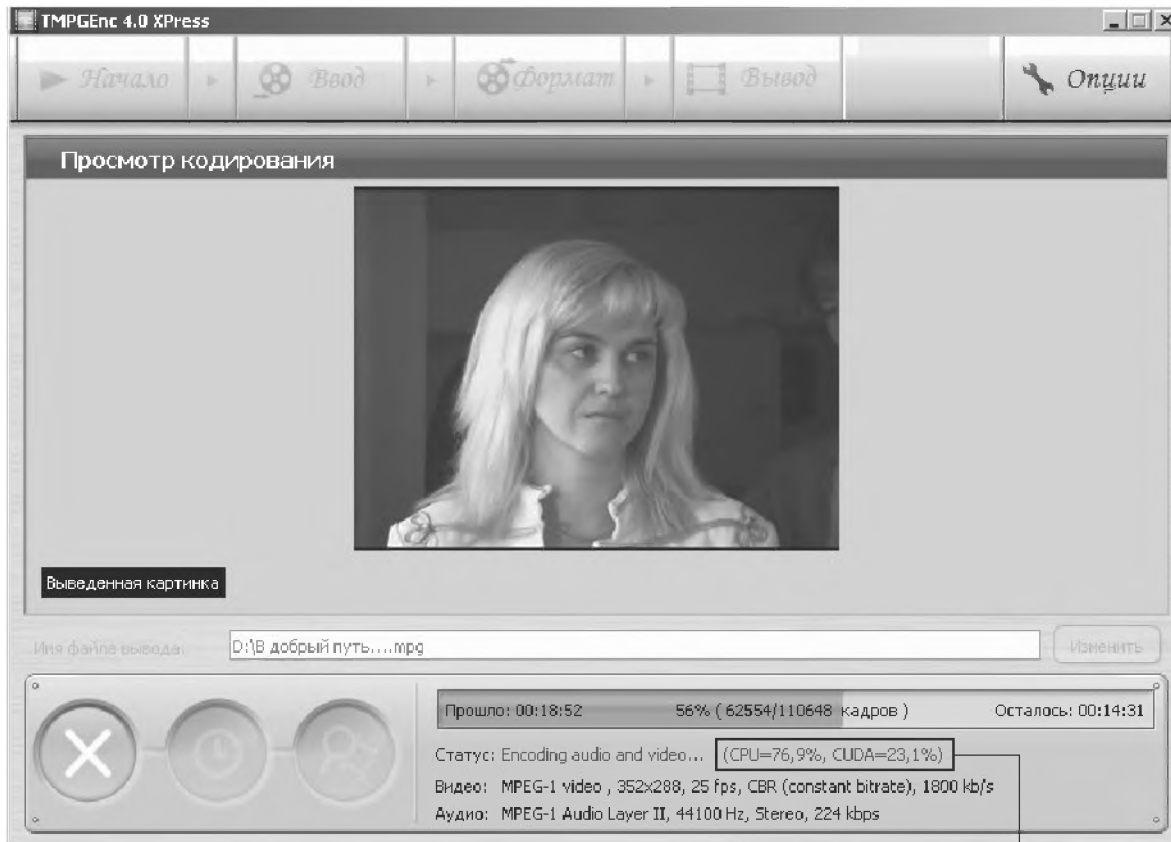 TMPGEnc 4.0 XPress
Начало
Ввод
Формат
Вывод
Опции
Просмотр кодирования
Выведенная картинка
Имя файла вывода:
D:\В добрый путь....mpg
Изменить
Прошло: 00:18:52
56% ( 62554/110648 кадров )
Осталось: 00:14:31
Статус: Encoding audio and video... (CPU=76,9%, CUDA=23,1%)
Видео: MPEG-1 video , 352x288, 25 fps, CBR (constant bitrate), 1800 kb/s
Аудио: MPEG-1 Audio Layer II, 44100 Hz, Stereo, 224 kbps